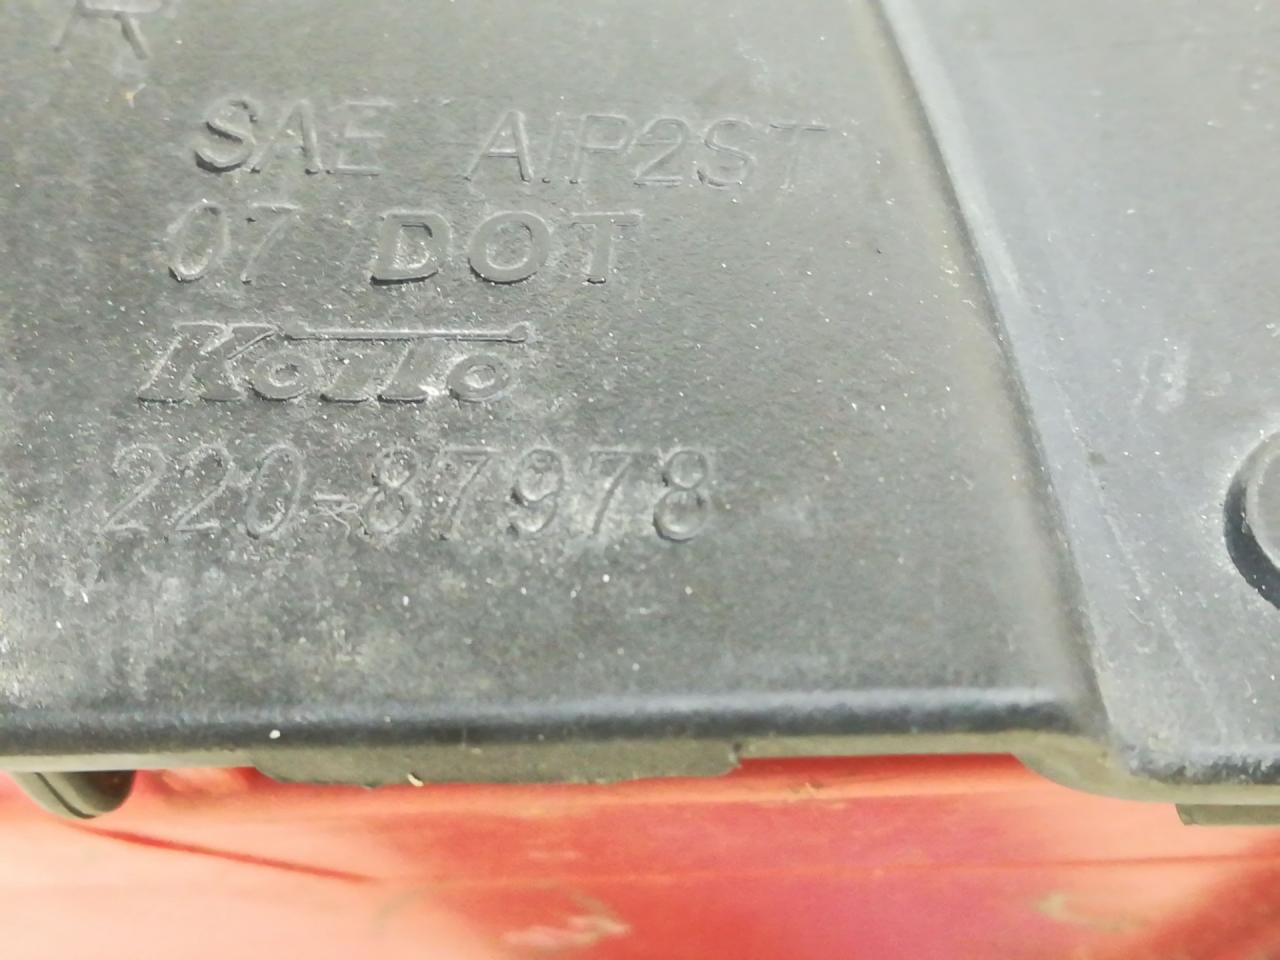 R
SAE AIP2ST
07 DOT
KOITO
220-87978